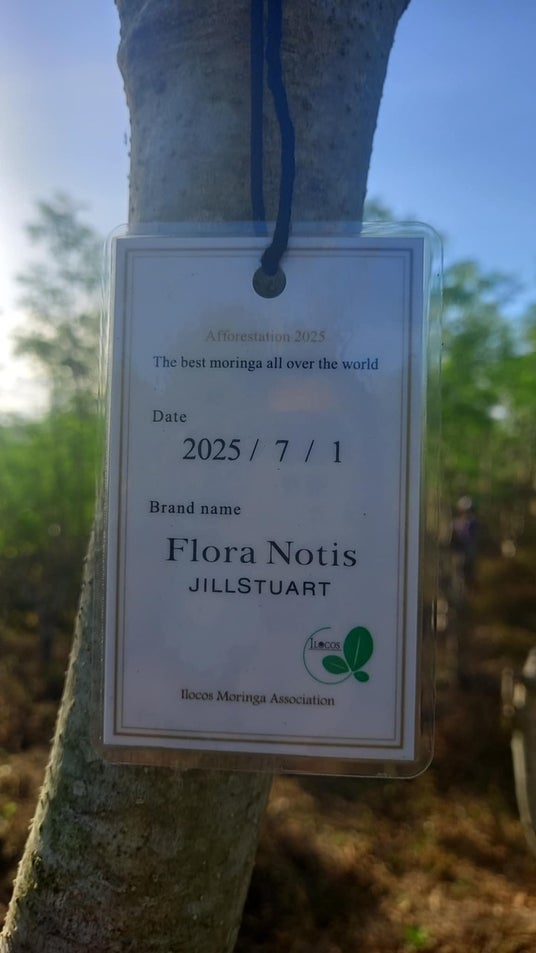 Afforestation 2025
The best moringa all over the world
Date
2025 / 7 / 1
Brand name
Flora Notis
JILLSTUART
ILOCOS
Ilocos Moringa Association